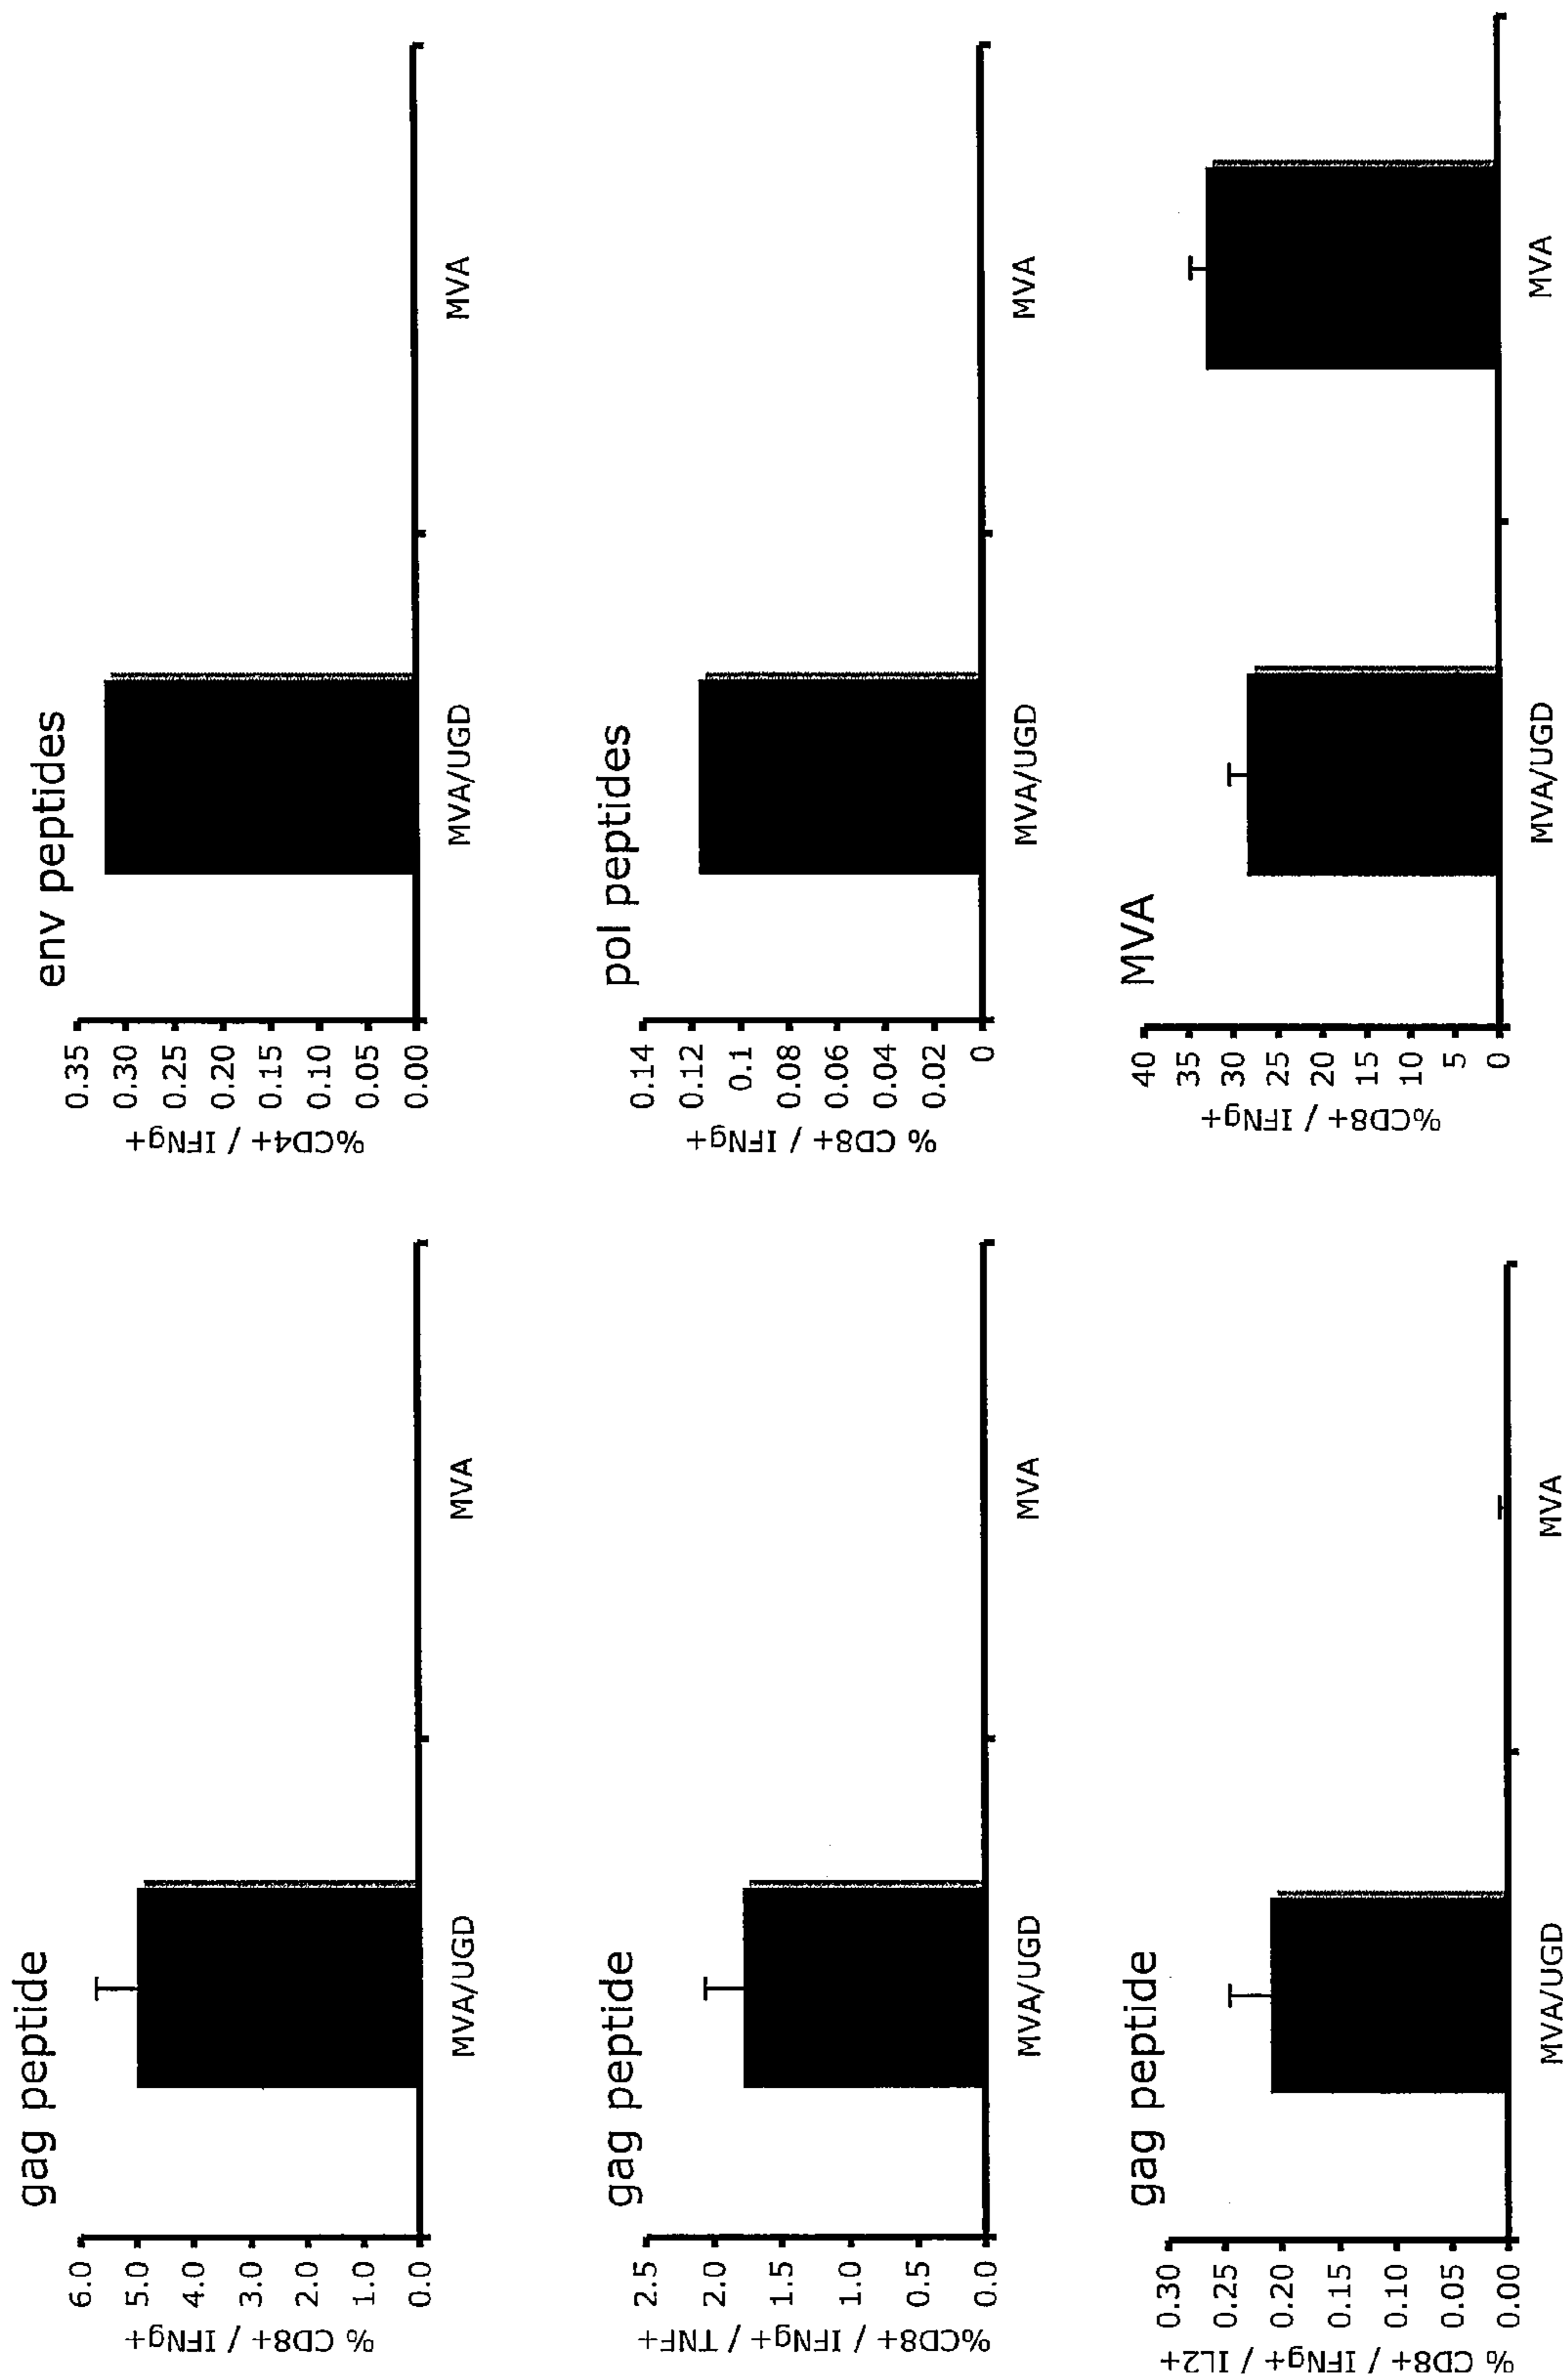 gag peptide
% CD8+ / IFNg+
6.0
5.0
4.0
3.0
2.0
1.0
0.0
MVA/UGD
MVA
env peptides
%CD4+ / IFNg+
0.35
0.30
0.25
0.20
0.15
0.10
0.05
0.00
MVA/UGD
MVA
gag peptide
%CD8+ / IFNg+ / TNF+
2.5
2.0
1.5
1.0
0.5
0.0
MVA/UGD
MVA
pol peptides
% CD8+ / IFNg+
0.14
0.12
0.1
0.08
0.06
0.04
0.02
0
MVA/UGD
MVA
gag peptide
% CD8+ / IFNg+ / IL2+
0.30
0.25
0.20
0.15
0.10
0.05
0.00
MVA/UGD
MVA
MVA
%CD8+ / IFNg+
40
35
30
25
20
15
10
5
0
MVA/UGD
MVA